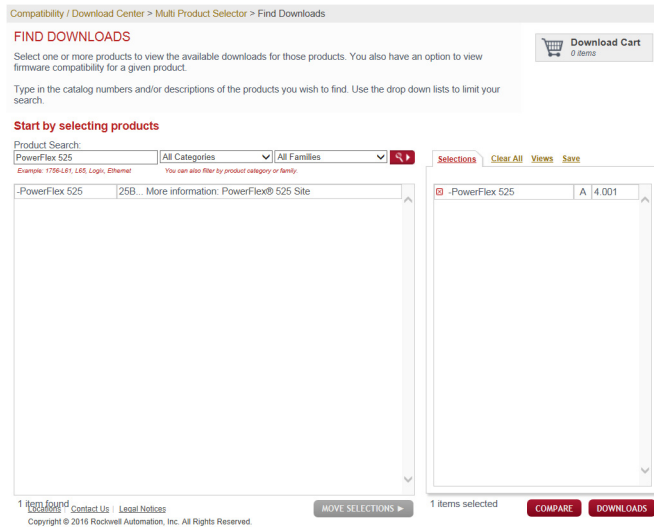 Compatibility / Download Center > Multi Product Selector > Find Downloads
FIND DOWNLOADS
Select one or more products to view the available downloads for those products. You also have an option to view
firmware compatibility for a given product.
Type in the catalog numbers and/or descriptions of the products you wish to find. Use the drop down lists to limit your
search.
Download Cart
0 items
Start by selecting products
Product Search:
PowerFlex 525 All Categories All Families
Example: 1756-L61, L65, Logix, Ethernet You can also filter by product category or family.
Selections Clear All Views Save
-PowerFlex 525 25B... More information: PowerFlex® 525 Site
-PowerFlex 525 A 4.001
1 item found
Locations | Contact Us | Legal Notices
MOVE SELECTIONS
1 items selected
COMPARE DOWNLOADS
Copyright © 2016 Rockwell Automation, Inc. All Rights Reserved.